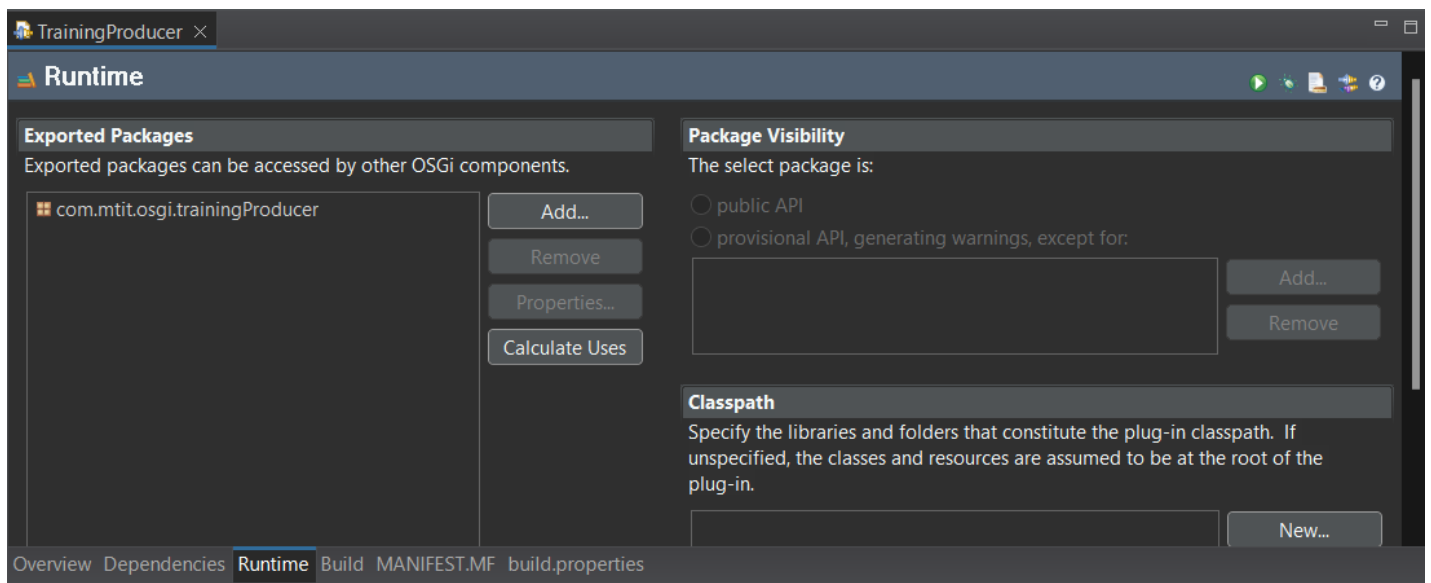 TrainingProducer
Runtime
Exported Packages
Exported packages can be accessed by other OSGi components.
com.mtit.osgi.trainingProducer
Add...
Remove
Properties...
Calculate Uses
Package Visibility
The select package is:
public API
provisional API, generating warnings, except for:
Add...
Remove
Classpath
Specify the libraries and folders that constitute the plug-in classpath. If
unspecified, the classes and resources are assumed to be at the root of the
plug-in.
New...
Overview Dependencies Runtime Build MANIFEST.MF build.properties